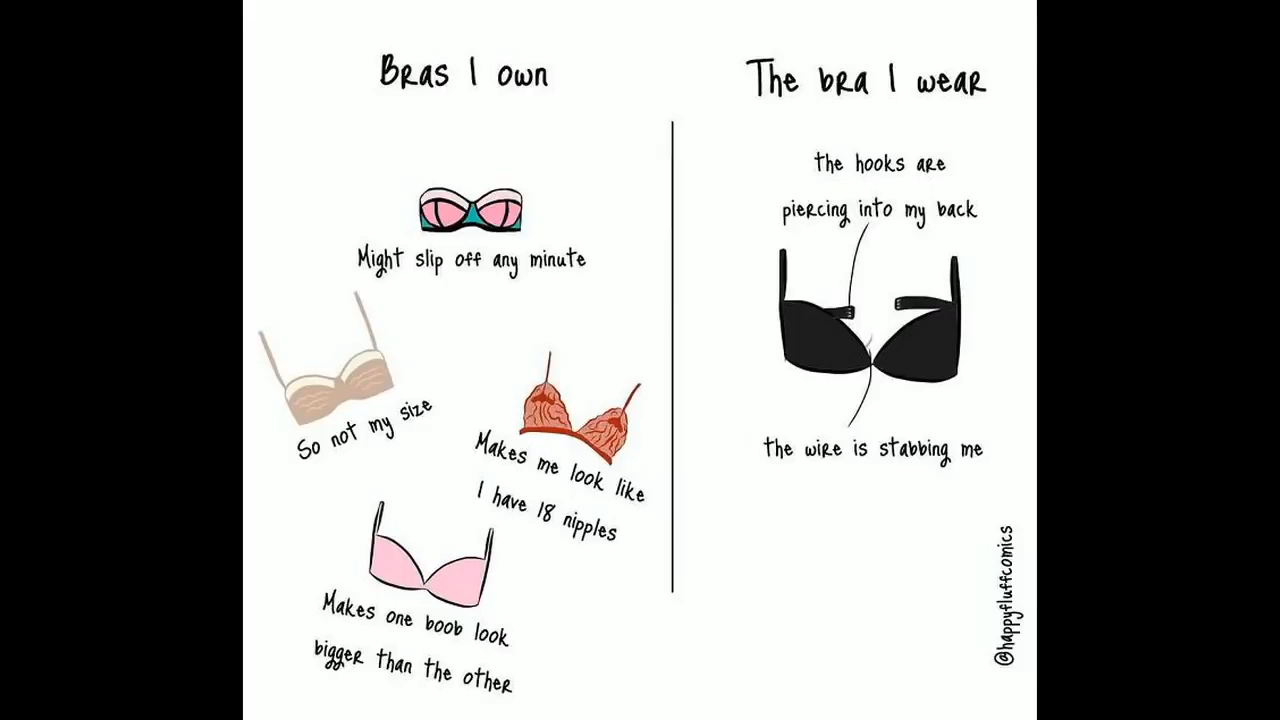 Bras I own
Might slip off any minute
So not my size
Makes me look like
I have 18 nipples
Makes one boob look
bigger than the other
The bra I wear
the hooks are
piercing into my back
the wire is stabbing me
@happyfluffcomics